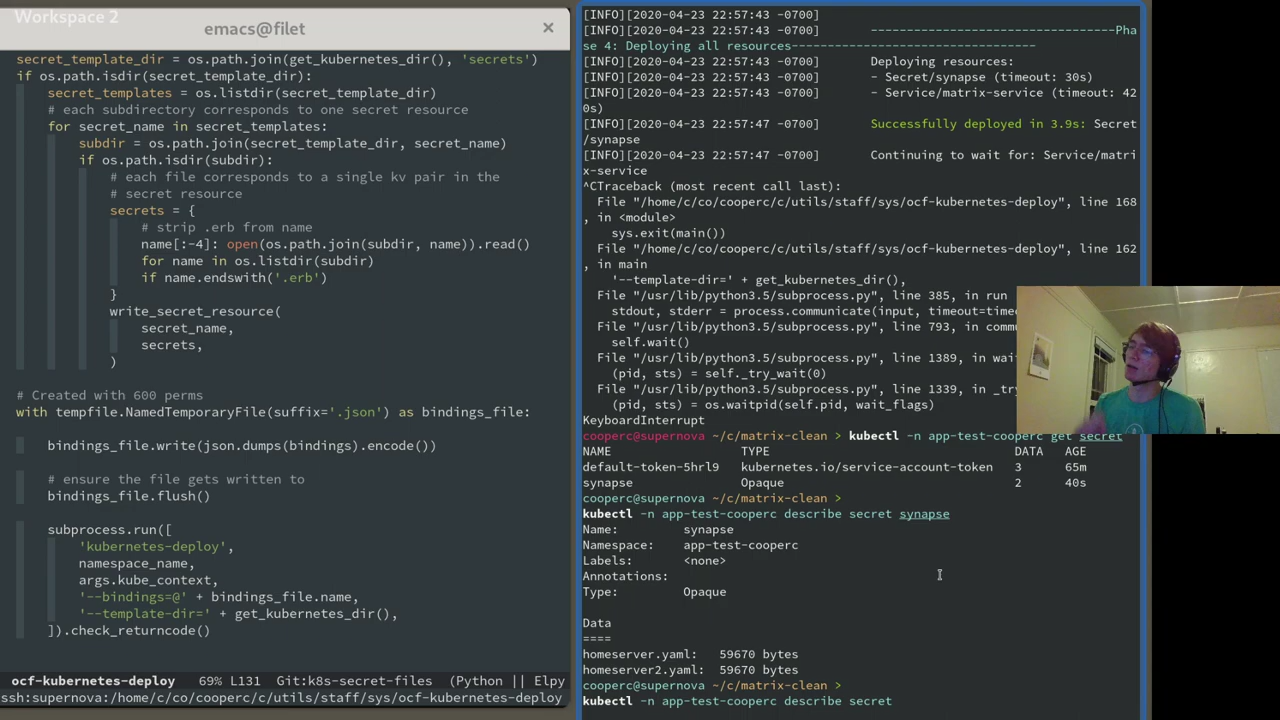 Workspace 2
emacs@filet
×
secret_template_dir = os.path.join(get_kubernetes_dir(), 'secrets')
if os.path.isdir(secret_template_dir):
secret_templates = os.listdir(secret_template_dir)
# each subdirectory corresponds to one secret resource
for secret_name in secret_templates:
subdir = os.path.join(secret_template_dir, secret_name)
if os.path.isdir(subdir):
# each file corresponds to a single kv pair in the
# secret resource
secrets = {
# strip .erb from name
name[:-4]: open(os.path.join(subdir, name)).read()
for name in os.listdir(subdir)
if name.endswith('.erb')
}
write_secret_resource(
secret_name,
secrets,
)
# Created with 600 perms
with tempfile.NamedTemporaryFile(suffix='.json') as bindings_file:
bindings_file.write(json.dumps(bindings).encode())
# ensure the file gets written to
bindings_file.flush()
subprocess.run([
'kubernetes-deploy',
namespace_name,
args.kube_context,
'--bindings=@' + bindings_file.name,
'--template-dir=' + get_kubernetes_dir(),
]).check_returncode()
ocf-kubernetes-deploy 69% L131 Git:k8s-secret-files (Python || Elpy
ssh:supernova:/home/c/co/cooperc/c/utils/staff/sys/ocf-kubernetes-deploy
[INFO][2020-04-23 22:57:43 -0700]
[INFO][2020-04-23 22:57:43 -0700] --------------------------------Pha
se 4: Deploying all resources--------------------------------
[INFO][2020-04-23 22:57:43 -0700] Deploying resources:
[INFO][2020-04-23 22:57:43 -0700] - Secret/synapse (timeout: 30s)
[INFO][2020-04-23 22:57:43 -0700] - Service/matrix-service (timeout: 42
0s)
[INFO][2020-04-23 22:57:47 -0700] Successfully deployed in 3.9s: Secret
/synapse
[INFO][2020-04-23 22:57:47 -0700] Continuing to wait for: Service/matri
x-service
^CTraceback (most recent call last):
File "/home/c/co/cooperc/c/utils/staff/sys/ocf-kubernetes-deploy", line 168
, in <module>
sys.exit(main())
File "/home/c/co/cooperc/c/utils/staff/sys/ocf-kubernetes-deploy", line 162
, in main
'--template-dir=' + get_kubernetes_dir(),
File "/usr/lib/python3.5/subprocess.py", line 385, in run
stdout, stderr = process.communicate(input, timeout=timeo
File "/usr/lib/python3.5/subprocess.py", line 793, in commu
self.wait()
File "/usr/lib/python3.5/subprocess.py", line 1389, in wai
(pid, sts) = self._try_wait(0)
File "/usr/lib/python3.5/subprocess.py", line 1339, in _tr
(pid, sts) = os.waitpid(self.pid, wait_flags)
KeyboardInterrupt
cooperc@supernova ~/c/matrix-clean > kubectl -n app-test-cooperc get secret
NAME TYPE DATA AGE
default-token-5hrl9 kubernetes.io/service-account-token 3 65m
synapse Opaque 2 40s
cooperc@supernova ~/c/matrix-clean >
kubectl -n app-test-cooperc describe secret synapse
Name: synapse
Namespace: app-test-cooperc
Labels: <none>
Annotations:
Type: Opaque
Data
====
homeserver.yaml: 59670 bytes
homeserver2.yaml: 59670 bytes
cooperc@supernova ~/c/matrix-clean >
kubectl -n app-test-cooperc describe secret